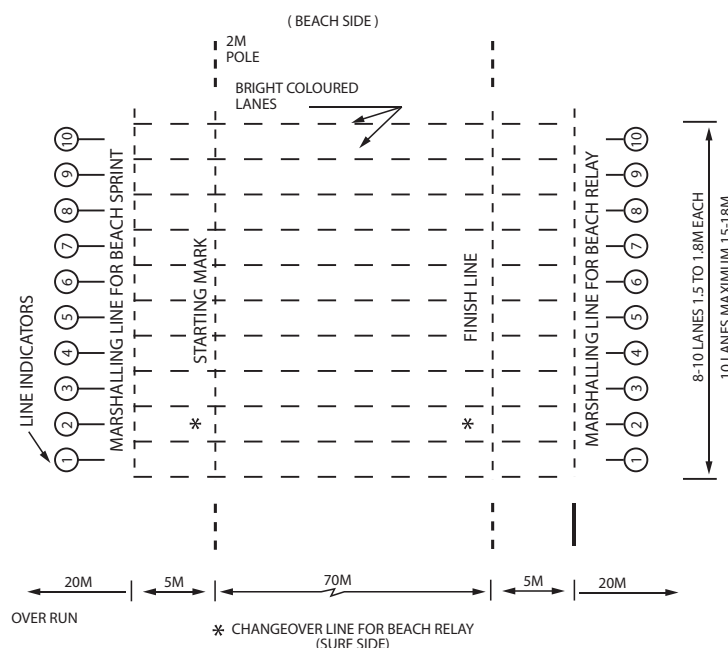 ( BEACH SIDE )
2M
POLE
BRIGHT COLOURED
LANES
10
9
8
7
6
5
4
3
2
1
LINE INDICATORS
MARSHALLING LINE FOR BEACH SPRINT
STARTING MARK
FINISH LINE
MARSHALLING LINE FOR BEACH RELAY
10
9
8
7
6
5
4
3
2
1
8-10 LANES 1.5 TO 1.8M EACH
10 LANES MAXIMUM 15-18M
*
*
20M
5M
70M
5M
20M
OVER RUN
* CHANGEOVER LINE FOR BEACH RELAY
(SURE SIDE)